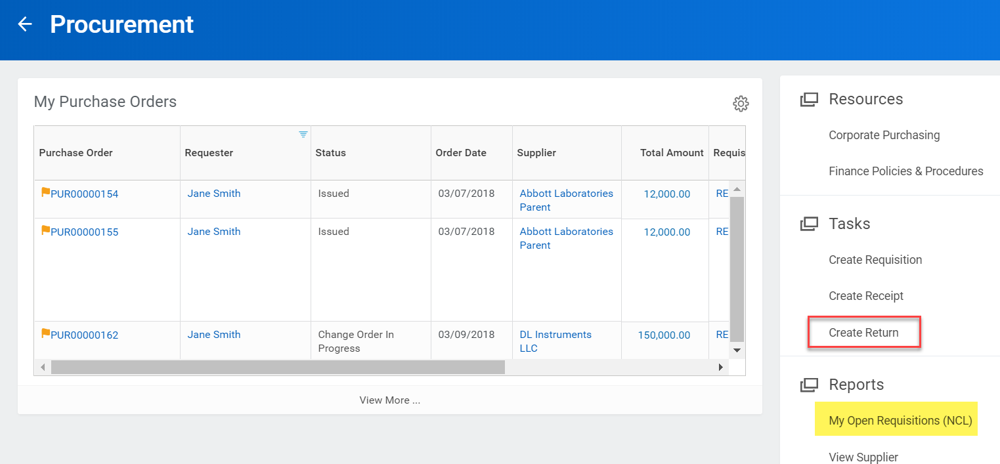 Procurement
My Purchase Orders
Purchase Order Requester Status Order Date Supplier Total Amount Requis
PUR00000154 Jane Smith Issued 03/07/2018 Abbott Laboratories 12,000.00 RE
Parent
PUR00000155 Jane Smith Issued 03/07/2018 Abbott Laboratories 12,000.00 RE
Parent
PUR00000162 Jane Smith Change Order In 03/09/2018 DL Instruments 150,000.00 RE
Progress LLC
View More ...
Resources
Corporate Purchasing
Finance Policies & Procedures
Tasks
Create Requisition
Create Receipt
Create Return
Reports
My Open Requisitions (NCL)
View Supplier